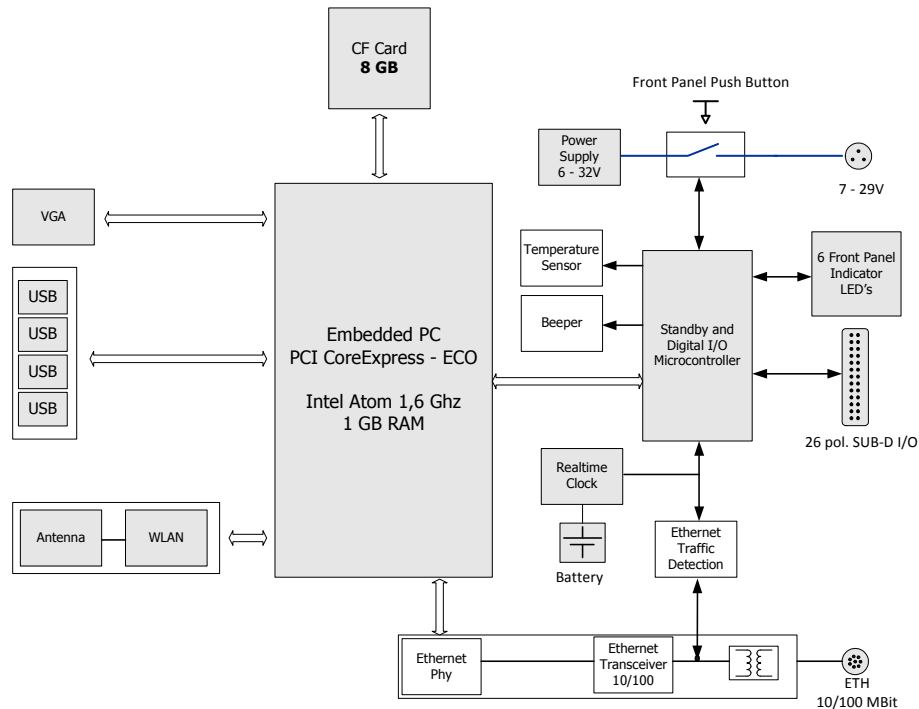 CF Card
8 GB
Front Panel Push Button
Power
Supply
6 - 32V
7 - 29V
VGA
Temperature
Sensor
6 Front Panel
Indicator
LED's
USB
USB
USB
USB
Beeper
Embedded PC
PCI CoreExpress - ECO
Intel Atom 1,6 Ghz
1 GB RAM
Standby and
Digital I/O
Microcontroller
26 pol. SUB-D I/O
Realtime
Clock
Antenna
WLAN
Ethernet
Traffic
Detection
Battery
Ethernet
Phy
Ethernet
Transceiver
10/100
ETH
10/100 MBit